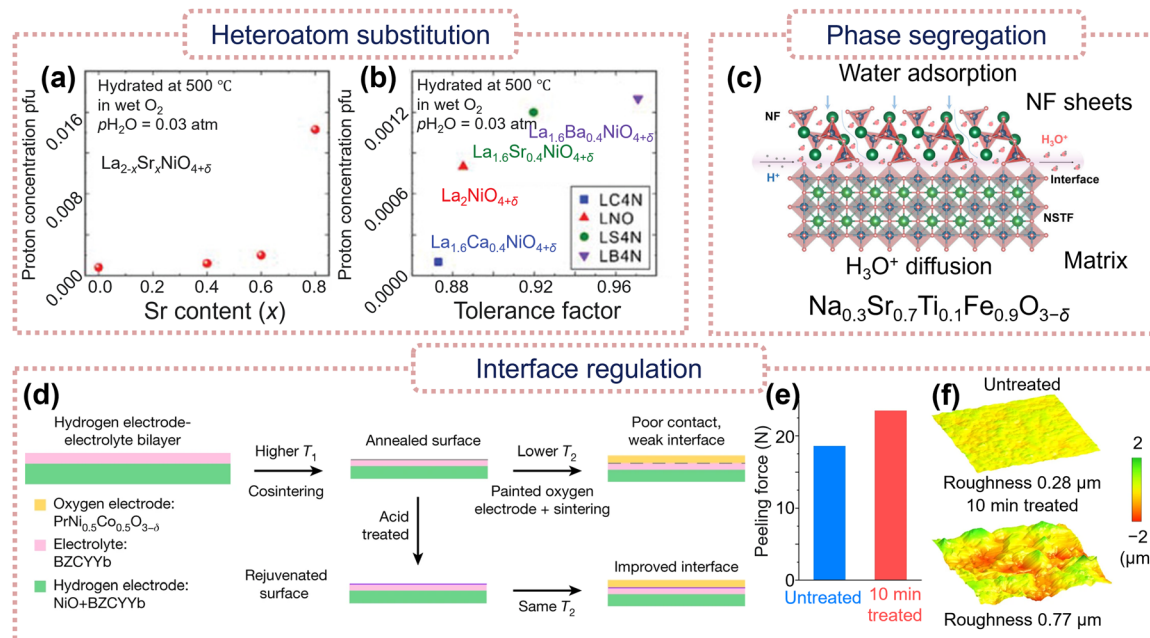 Heteroatom substitution
(a)
Hydrated at 500 °C
in wet O₂
pH₂O = 0.03 atm
La₂₋ₓSrₓNiO₄₊δ
Proton concentration pfu
0.016
0.008
0.000
0.0
0.2
0.4
0.6
0.8
Sr content (x)
(b)
Hydrated at 500 °C
in wet O₂
pH₂O = 0.03 atm
La₁.₆Ba₀.₄NiO₄₊δ
La₁.₆Sr₀.₄NiO₄₊δ
La₂NiO₄₊δ
La₁.₆Ca₀.₄NiO₄₊δ
LC4N
LNO
LS4N
LB4N
Proton concentration pfu
0.0012
0.0006
0.0000
0.88
0.92
0.96
Tolerance factor
Phase segregation
(c)
Water adsorption
NF sheets
NF
H₃O⁺
H⁺
Interface
NSTF
H₃O⁺ diffusion
Matrix
Na₀.₃Sr₀.₇Ti₀.₁Fe₀.₉O₃₋δ
Interface regulation
(d)
Hydrogen electrode-
electrolyte bilayer
Higher T₁
Cosintering
Annealed surface
Lower T₂
Painted oxygen
electrode + sintering
Poor contact,
weak interface
Oxygen electrode:
PrNi₀.₅Co₀.₅O₃₋δ
Electrolyte:
BZCYYb
Hydrogen electrode:
NiO+BZCYYb
Acid
treated
Rejuvenated
surface
Same T₂
Improved interface
(e)
Peeling force (N)
20
10
0
Untreated
10 min
treated
(f)
Untreated
Roughness 0.28 µm
10 min treated
Roughness 0.77 µm
2
−2
(µm)